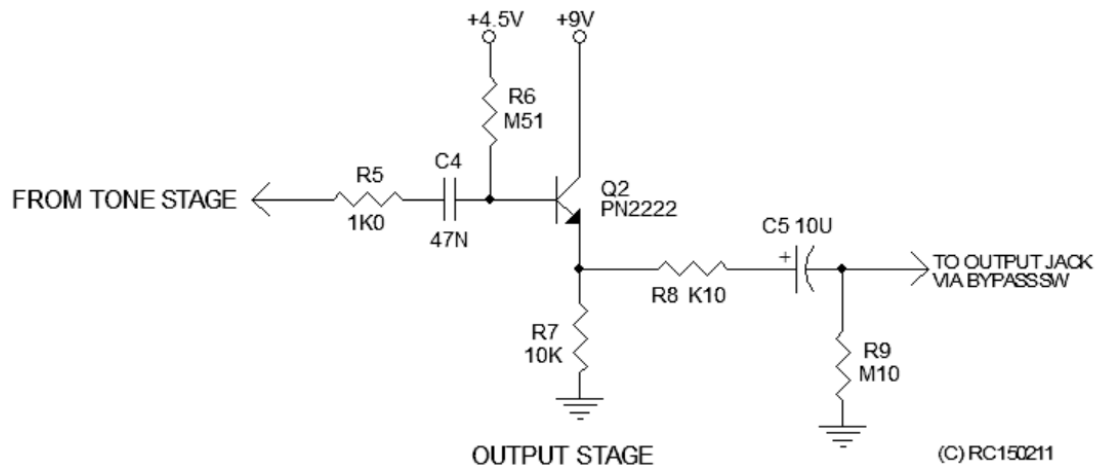 +4.5V
+9V
R6
M51
R5
1K0
C4
47N
FROM TONE STAGE
Q2
PN2222
C5 10U
+
TO OUTPUT JACK
VIA BYPASSSW
R8 K10
R7
10K
R9
M10
OUTPUT STAGE
(C) RC150211